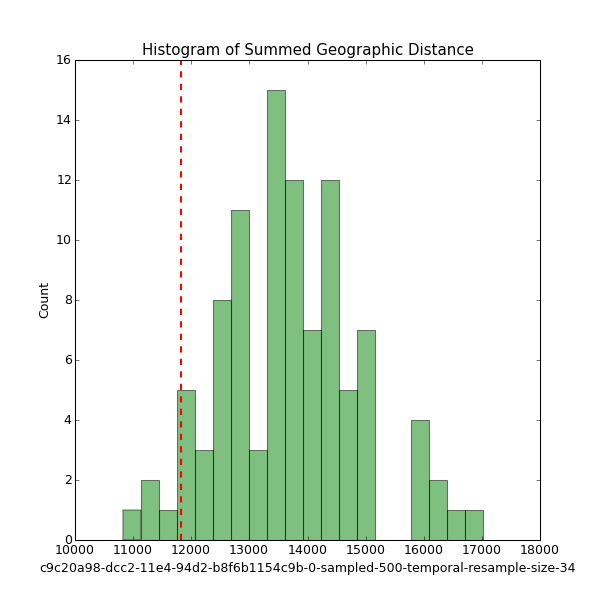 Histogram of Summed Geographic Distance
16
14
12
10
8
6
4
2
0
Count
10000 11000 12000 13000 14000 15000 16000 17000 18000
c9c20a98-dcc2-11e4-94d2-b8f6b1154c9b-0-sampled-500-temporal-resample-size-34